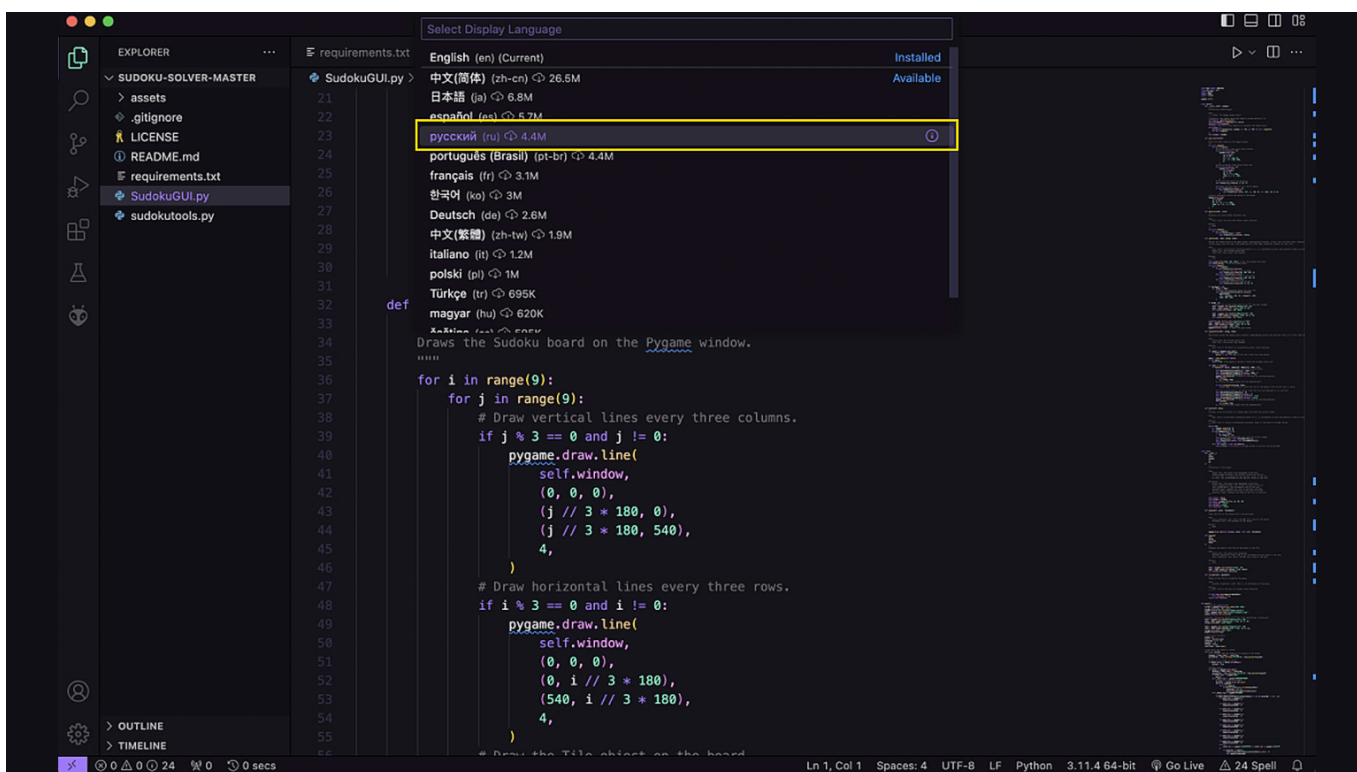 Select Display Language
English (en) (Current) Installed
中文(简体) (zh-cn) 26.5M Available
日本語 (ja) 6.8M
español (es) 5.7M
русский (ru) 4.4M
português (Brasil) (pt-br) 4.4M
français (fr) 3.1M
한국어 (ko) 3M
Deutsch (de) 2.6M
中文(繁體) (zh-tw) 1.9M
italiano (it) 1.2M
polski (pl) 1M
Türkçe (tr) 695K
magyar (hu) 620K
EXPLORER ...
SUDOKU-SOLVER-MASTER
assets
.gitignore
LICENSE
README.md
requirements.txt
SudokuGUI.py
sudokutools.py
OUTLINE
TIMELINE
requirements.txt
SudokuGUI.py >
21
22
23
24
25
26
27
28
29
30
31
32 def
33
34 Draws the Sudoku board on the Pygame window.
35 """
36 for i in range(9):
37 for j in range(9):
38 # Draw vertical lines every three columns.
39 if j % 3 == 0 and j != 0:
40 pygame.draw.line(
41 self.window,
42 (0, 0, 0),
43 (j // 3 * 180, 0),
44 (j // 3 * 180, 540),
45 4,
46 )
47 # Draw horizontal lines every three rows.
48 if i % 3 == 0 and i != 0:
49 pygame.draw.line(
50 self.window,
51 (0, 0, 0),
52 (0, i // 3 * 180),
53 (540, i // 3 * 180),
54 4,
55 )
56 # Draw the Tile object on the board
0 0 24 0 0 secs Ln 1, Col 1 Spaces: 4 UTF-8 LF Python 3.11.4 64-bit Go Live 24 Spell